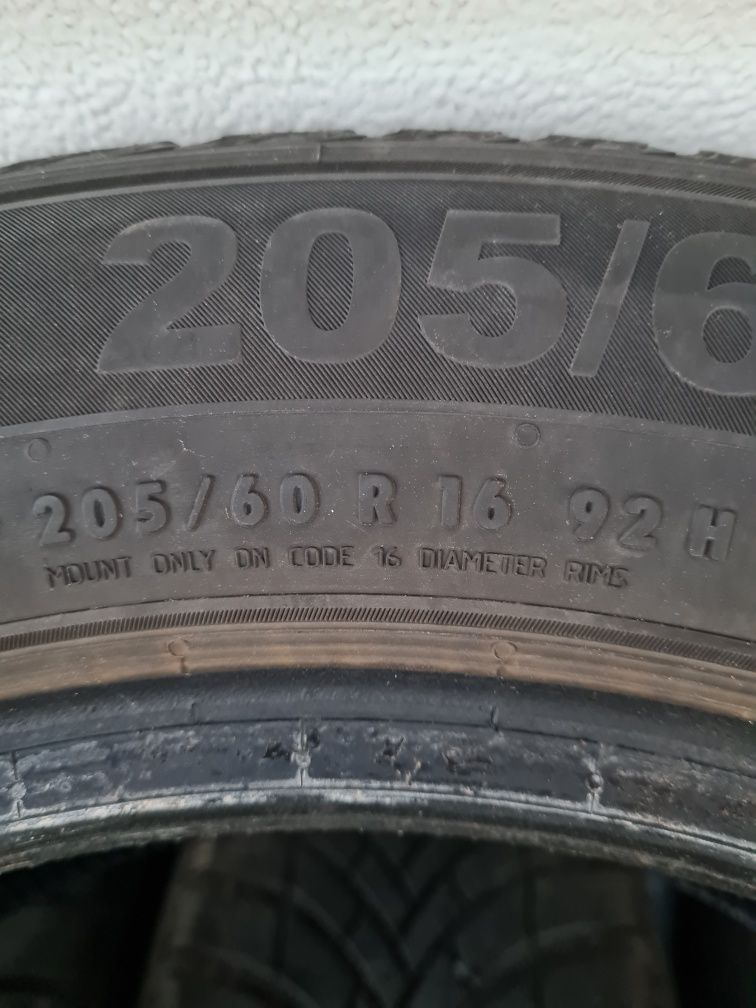 205/6
205/60 R 16 92 H
MOUNT ONLY ON CODE 16 DIAMETER RIMS